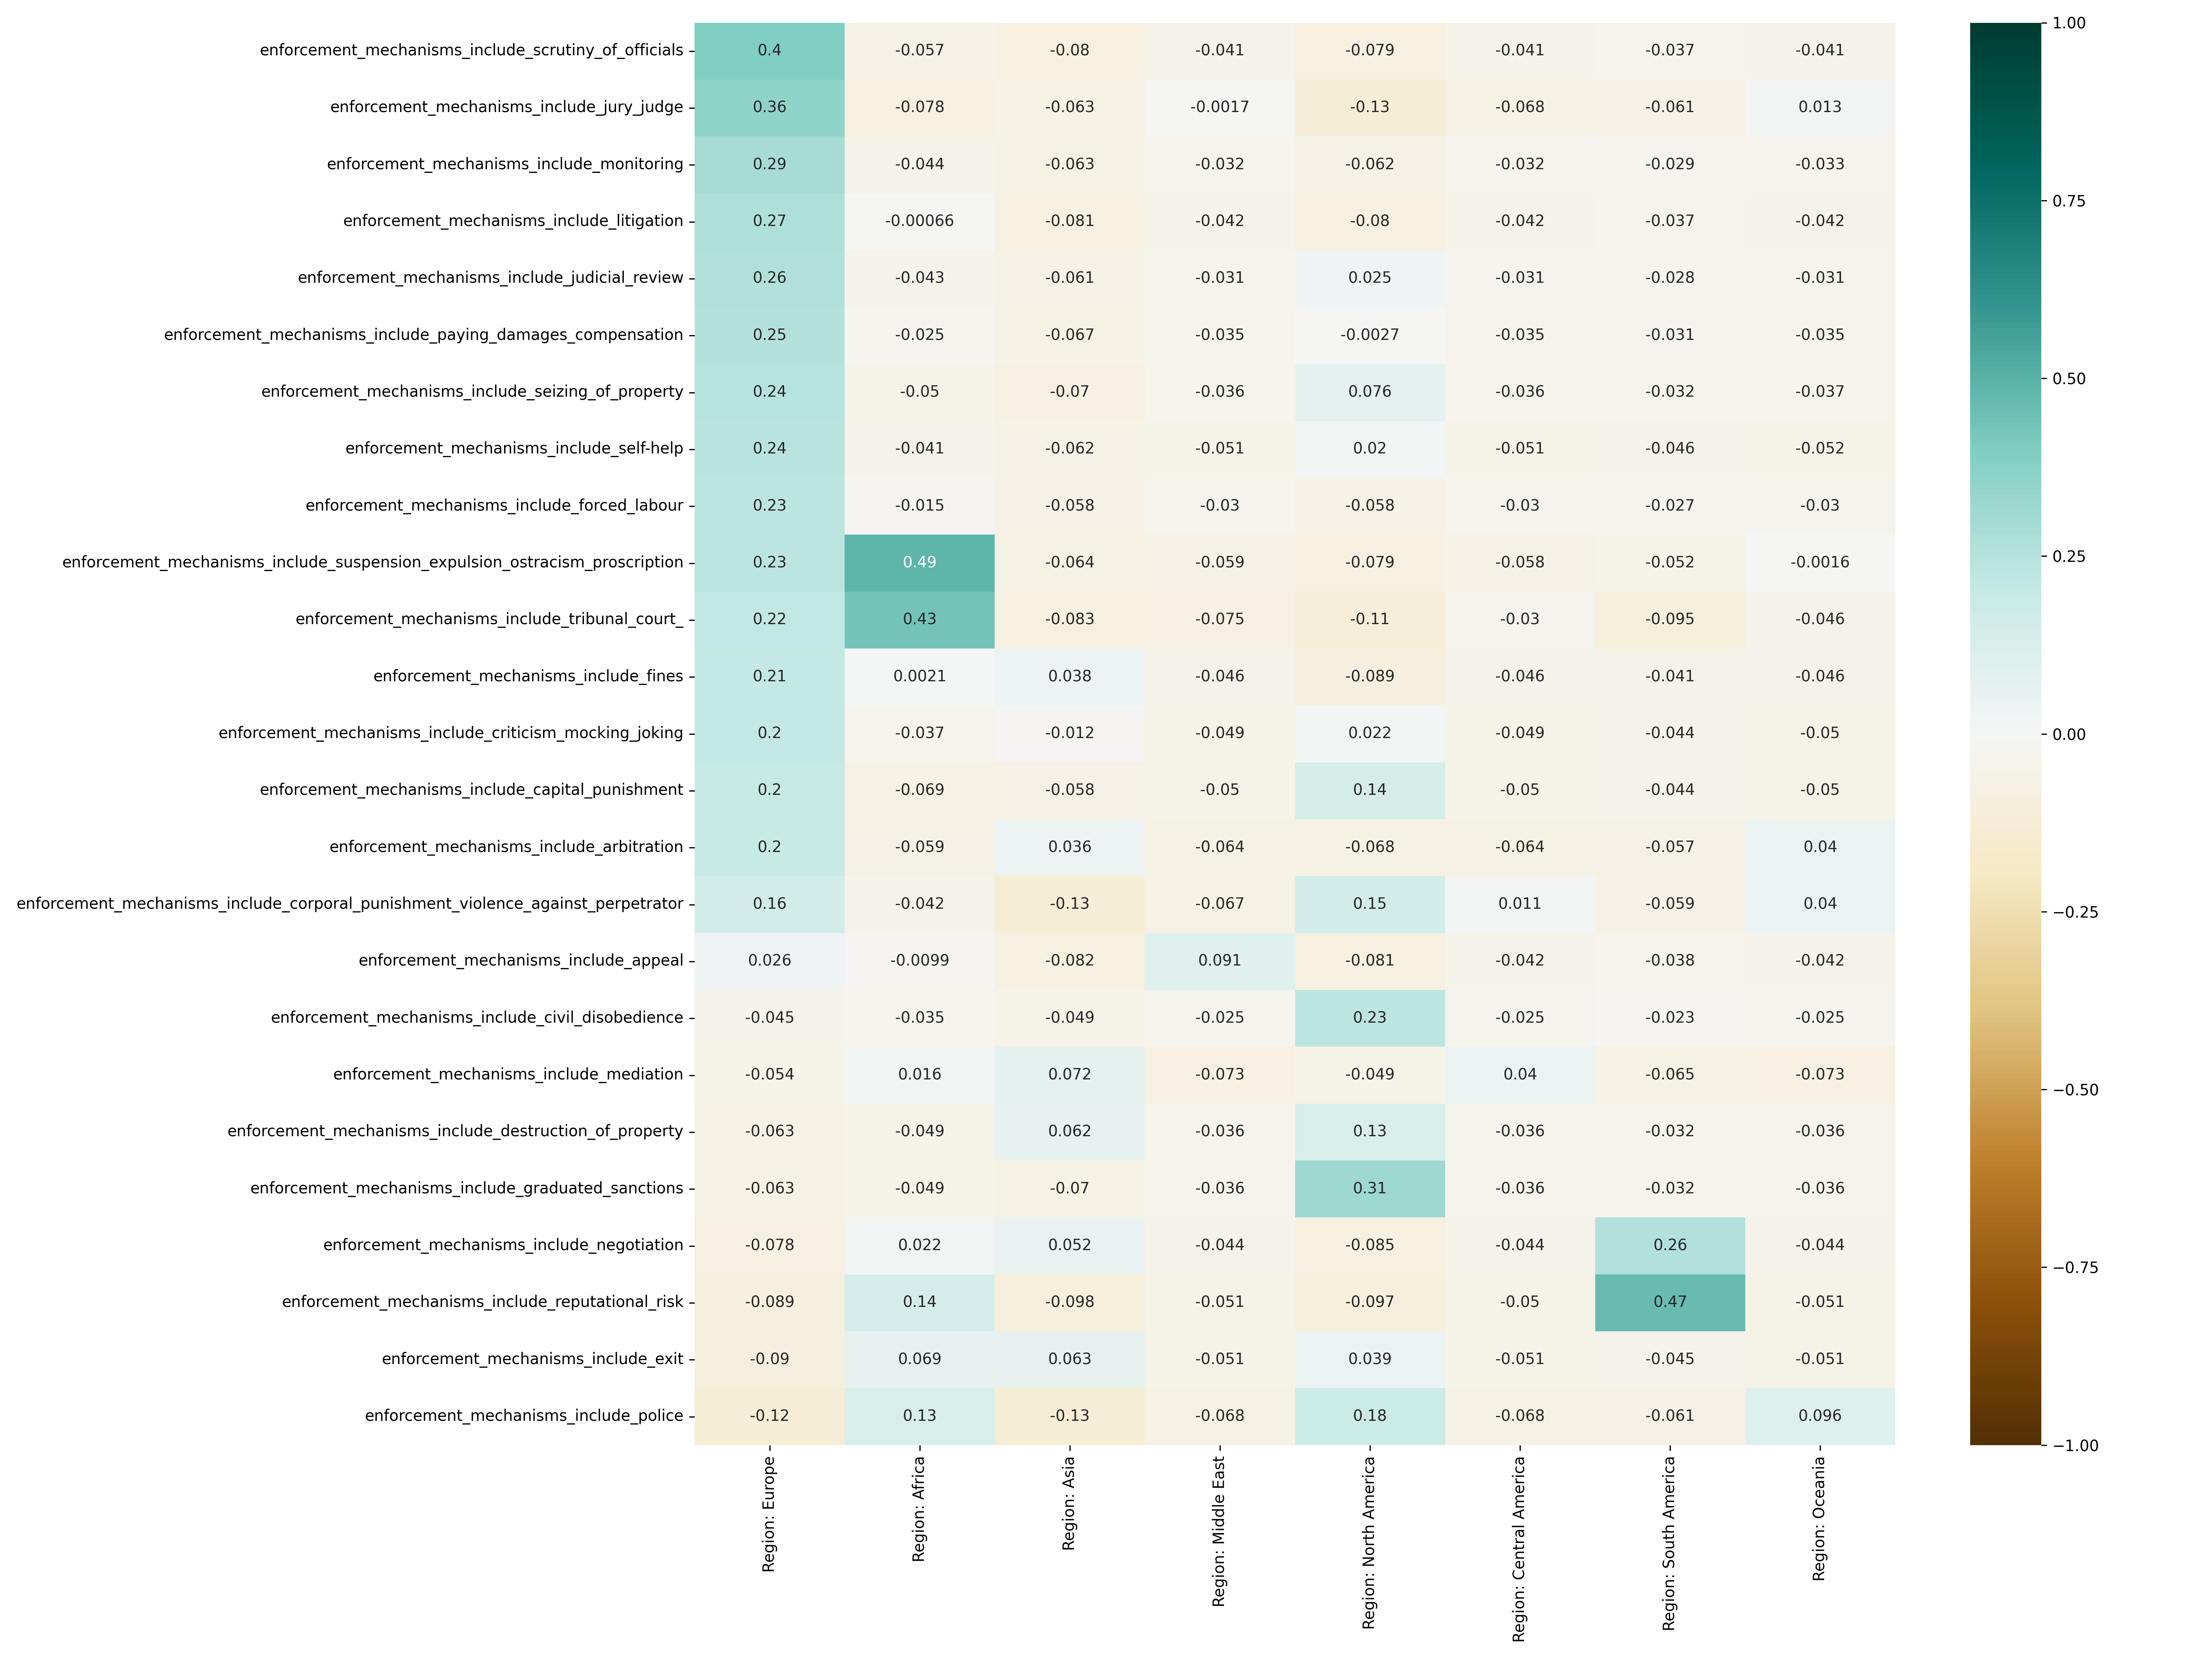 enforcement_mechanisms_include_scrutiny_of_officials 0.4 -0.057 -0.08 -0.041 -0.079 -0.041 -0.037 -0.041
enforcement_mechanisms_include_jury_judge 0.36 -0.078 -0.063 -0.0017 -0.13 -0.068 -0.061 0.013
enforcement_mechanisms_include_monitoring 0.29 -0.044 -0.063 -0.032 -0.062 -0.032 -0.029 -0.033
enforcement_mechanisms_include_litigation 0.27 -0.00066 -0.081 -0.042 -0.08 -0.042 -0.037 -0.042
enforcement_mechanisms_include_judicial_review 0.26 -0.043 -0.061 -0.031 0.025 -0.031 -0.028 -0.031
enforcement_mechanisms_include_paying_damages_compensation 0.25 -0.025 -0.067 -0.035 -0.0027 -0.035 -0.031 -0.035
enforcement_mechanisms_include_seizing_of_property 0.24 -0.05 -0.07 -0.036 0.076 -0.036 -0.032 -0.037
enforcement_mechanisms_include_self-help 0.24 -0.041 -0.062 -0.051 0.02 -0.051 -0.046 -0.052
enforcement_mechanisms_include_forced_labour 0.23 -0.015 -0.058 -0.03 -0.058 -0.03 -0.027 -0.03
enforcement_mechanisms_include_suspension_expulsion_ostracism_proscription 0.23 0.49 -0.064 -0.059 -0.079 -0.058 -0.052 -0.0016
enforcement_mechanisms_include_tribunal_court_ 0.22 0.43 -0.083 -0.075 -0.11 -0.03 -0.095 -0.046
enforcement_mechanisms_include_fines 0.21 0.0021 0.038 -0.046 -0.089 -0.046 -0.041 -0.046
enforcement_mechanisms_include_criticism_mocking_joking 0.2 -0.037 -0.012 -0.049 0.022 -0.049 -0.044 -0.05
enforcement_mechanisms_include_capital_punishment 0.2 -0.069 -0.058 -0.05 0.14 -0.05 -0.044 -0.05
enforcement_mechanisms_include_arbitration 0.2 -0.059 0.036 -0.064 -0.068 -0.064 -0.057 0.04
enforcement_mechanisms_include_corporal_punishment_violence_against_perpetrator 0.16 -0.042 -0.13 -0.067 0.15 0.011 -0.059 0.04
enforcement_mechanisms_include_appeal 0.026 -0.0099 -0.082 0.091 -0.081 -0.042 -0.038 -0.042
enforcement_mechanisms_include_civil_disobedience -0.045 -0.035 -0.049 -0.025 0.23 -0.025 -0.023 -0.025
enforcement_mechanisms_include_mediation -0.054 0.016 0.072 -0.073 -0.049 0.04 -0.065 -0.073
enforcement_mechanisms_include_destruction_of_property -0.063 -0.049 0.062 -0.036 0.13 -0.036 -0.032 -0.036
enforcement_mechanisms_include_graduated_sanctions -0.063 -0.049 -0.07 -0.036 0.31 -0.036 -0.032 -0.036
enforcement_mechanisms_include_negotiation -0.078 0.022 0.052 -0.044 -0.085 -0.044 0.26 -0.044
enforcement_mechanisms_include_reputational_risk -0.089 0.14 -0.098 -0.051 -0.097 -0.05 0.47 -0.051
enforcement_mechanisms_include_exit -0.09 0.069 0.063 -0.051 0.039 -0.051 -0.045 -0.051
enforcement_mechanisms_include_police -0.12 0.13 -0.13 -0.068 0.18 -0.068 -0.061 0.096
Region: Europe
Region: Africa
Region: Asia
Region: Middle East
Region: North America
Region: Central America
Region: South America
Region: Oceania
1.00
0.75
0.50
0.25
0.00
−0.25
−0.50
−0.75
−1.00